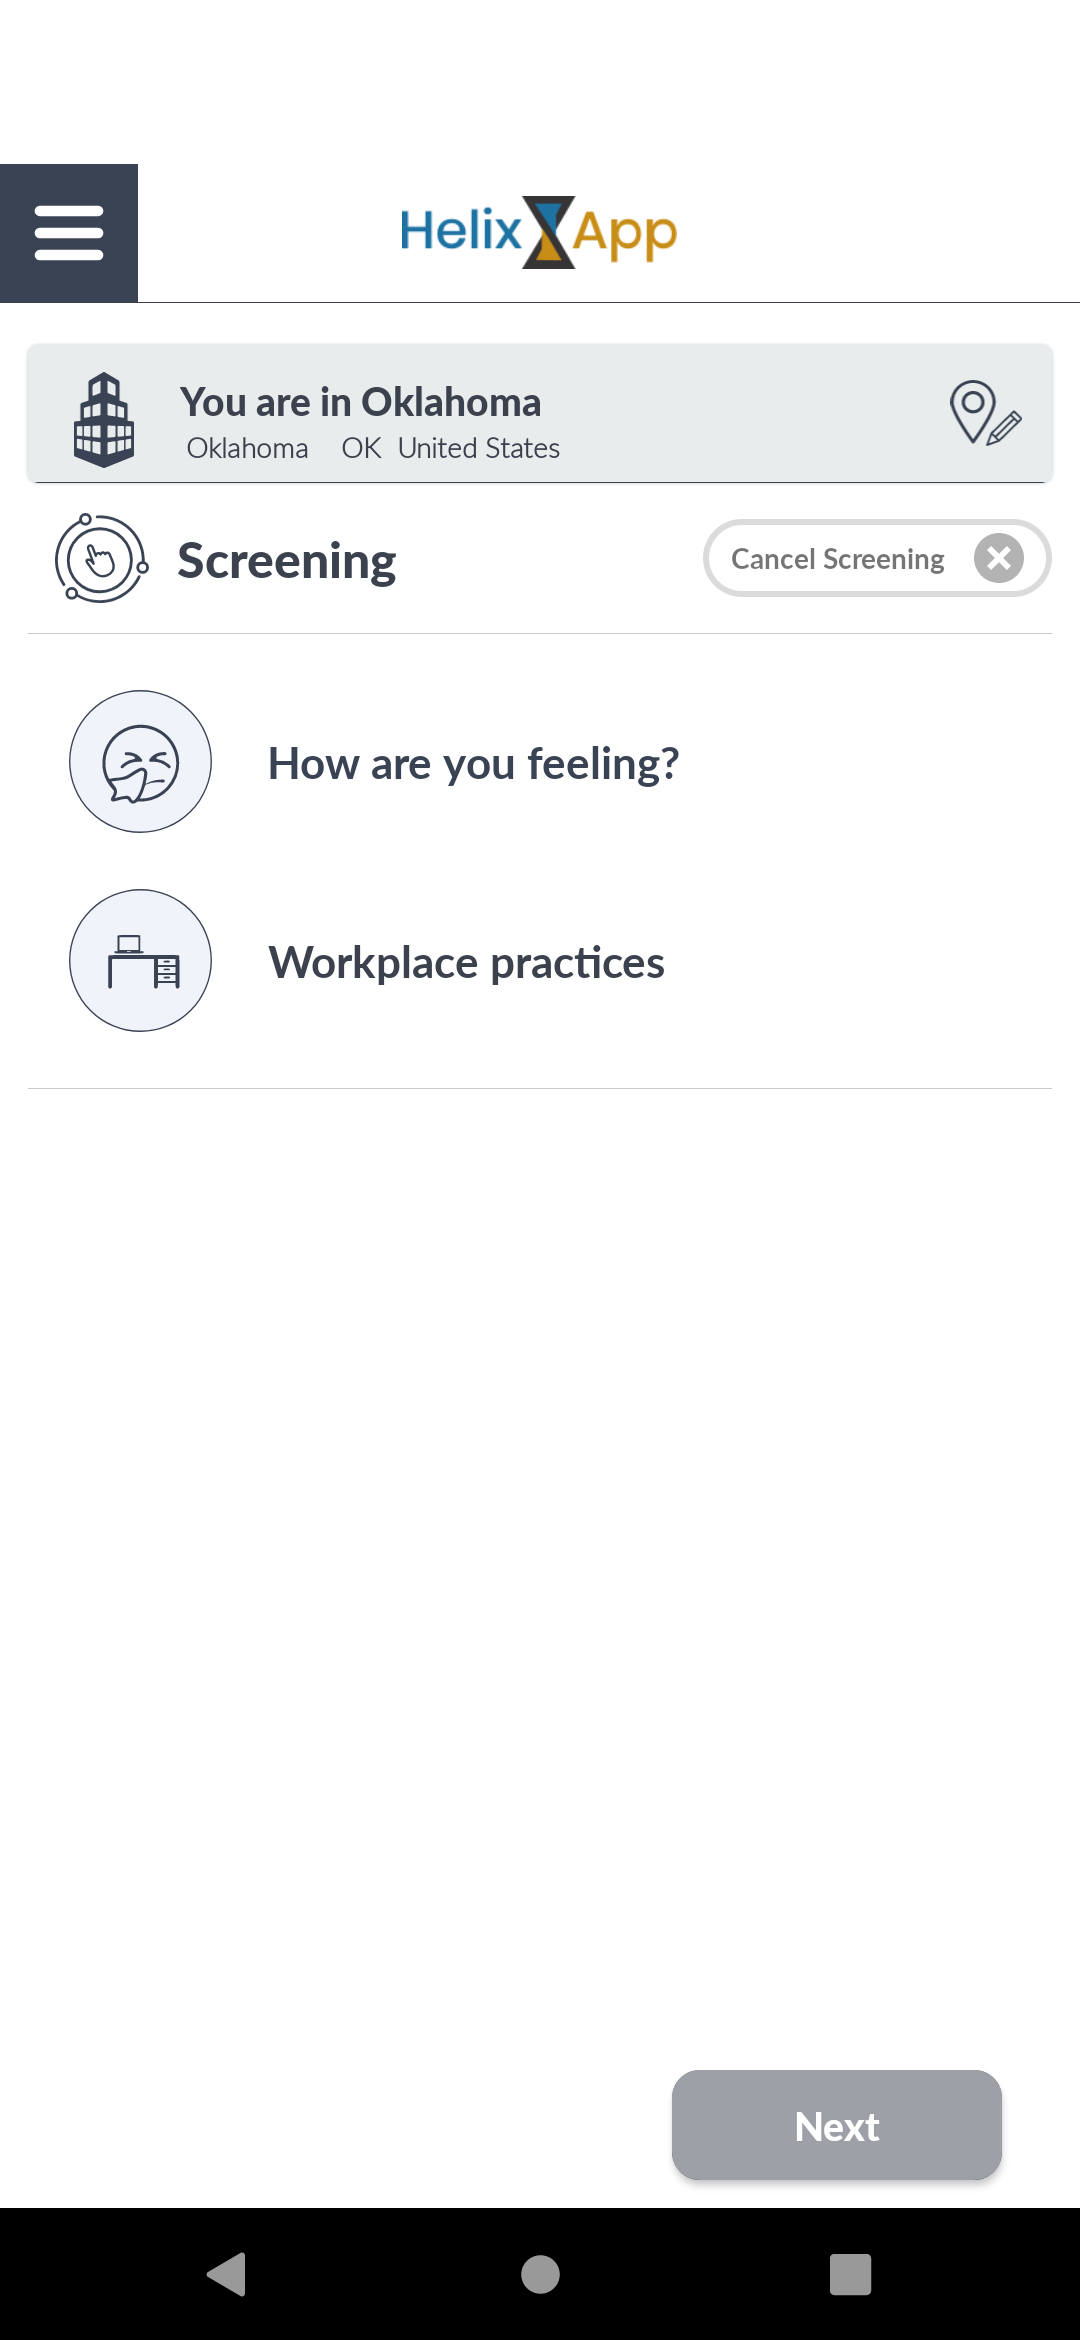 Helix App
You are in Oklahoma
Oklahoma OK United States
Screening
Cancel Screening
How are you feeling?
Workplace practices
Next